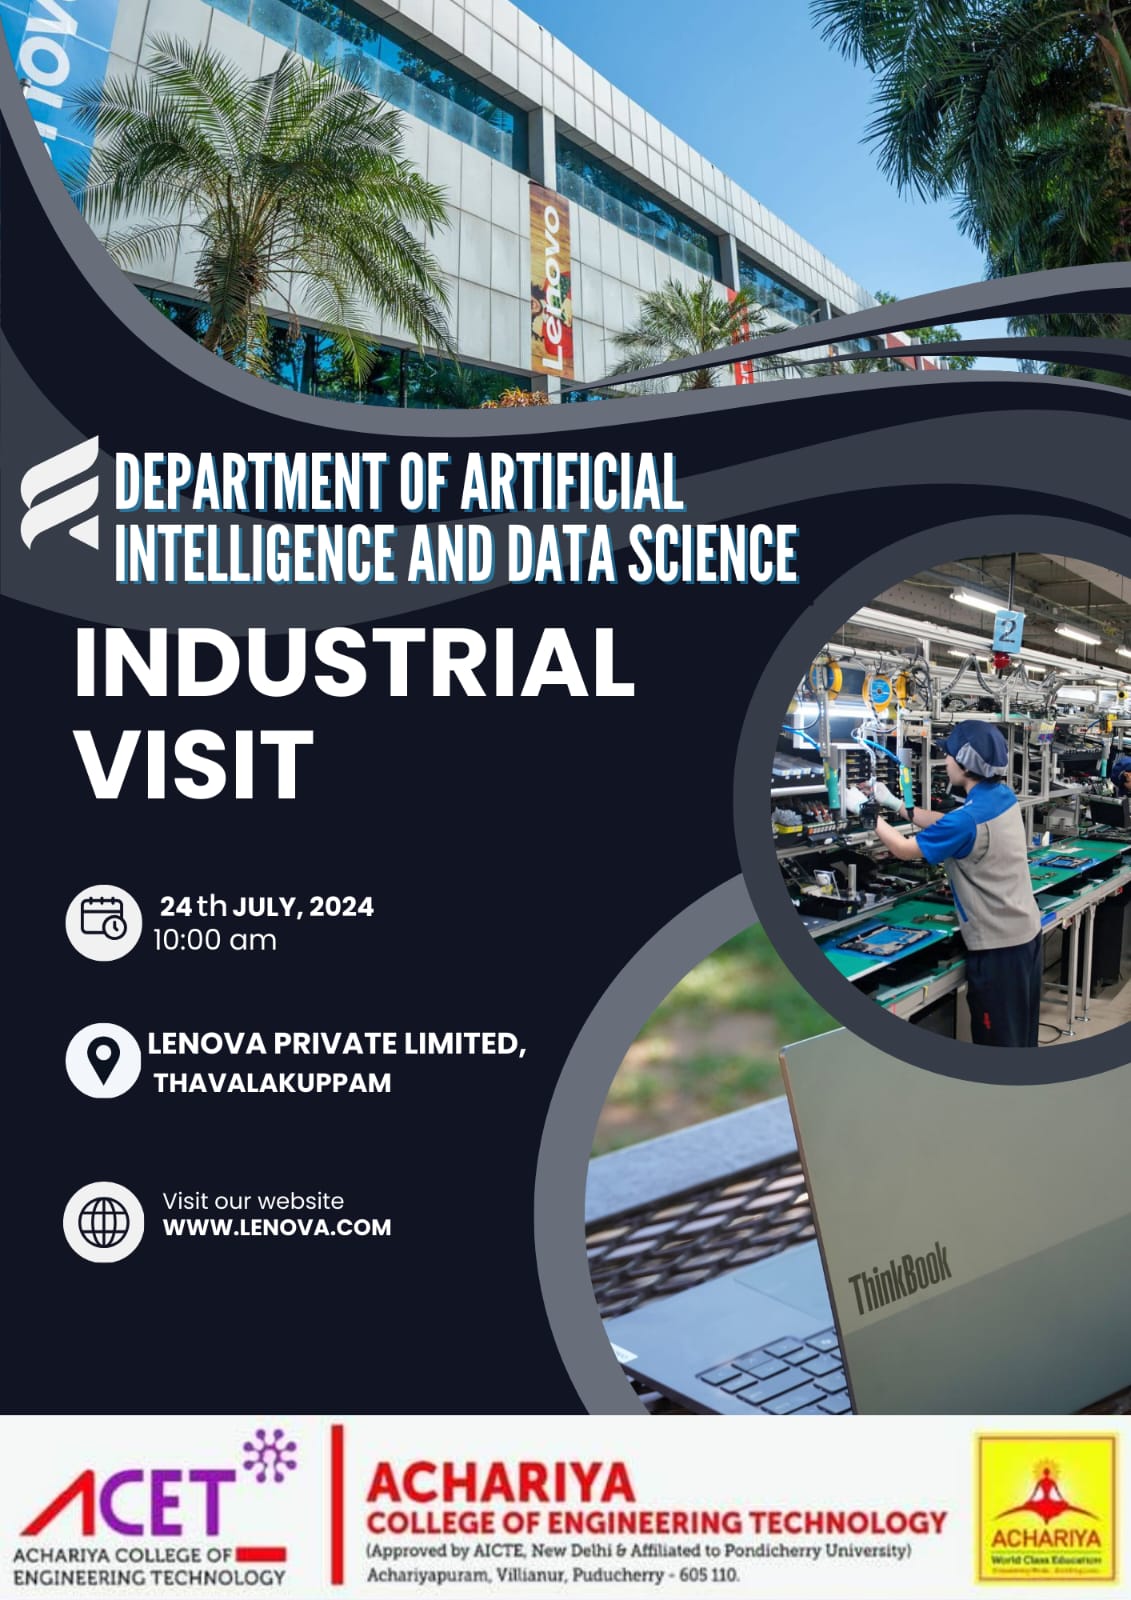 Lenovo
DEPARTMENT OF ARTIFICIAL
INTELLIGENCE AND DATA SCIENCE
INDUSTRIAL
VISIT
2
24th JULY, 2024
10:00 am
LENOVA PRIVATE LIMITED,
THAVALAKUPPAM
Visit our website
WWW.LENOVA.COM
ThinkBook
ACET
ACHARIYA COLLEGE OF
ENGINEERING TECHNOLOGY
ACHARIYA
COLLEGE OF ENGINEERING TECHNOLOGY
(Approved by AICTE, New Delhi & Affiliated to Pondicherry University)
Achariyapuram, Villianur, Puducherry - 605 110.
ACHARIYA
World Class Education